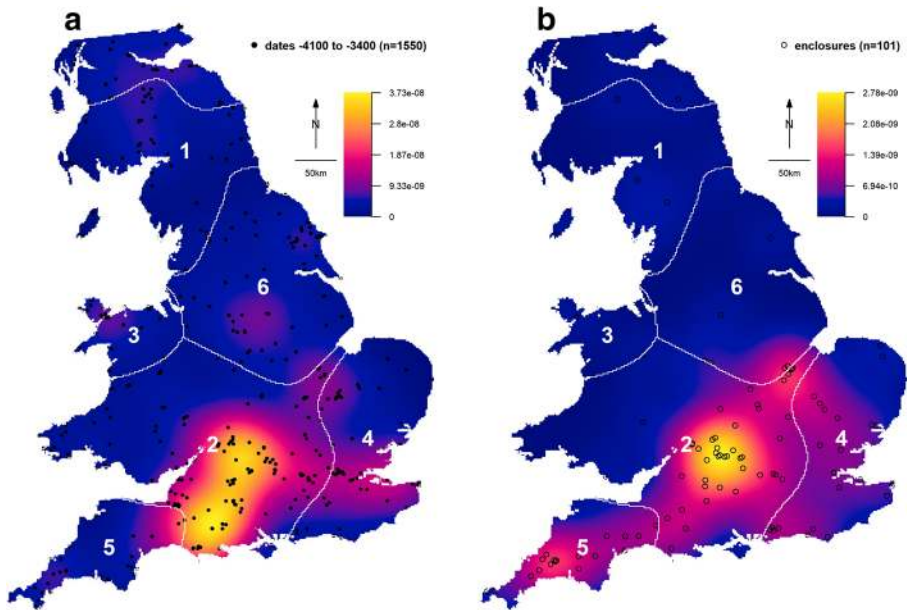 a
dates -4100 to -3400 (n=1550)
3.73e-08
2.8e-08
1.87e-08
9.33e-09
0
N
50km
1
6
3
2
4
5
b
enclosures (n=101)
2.78e-09
2.09e-09
1.39e-09
6.94e-10
0
N
50km
1
6
3
2
4
5